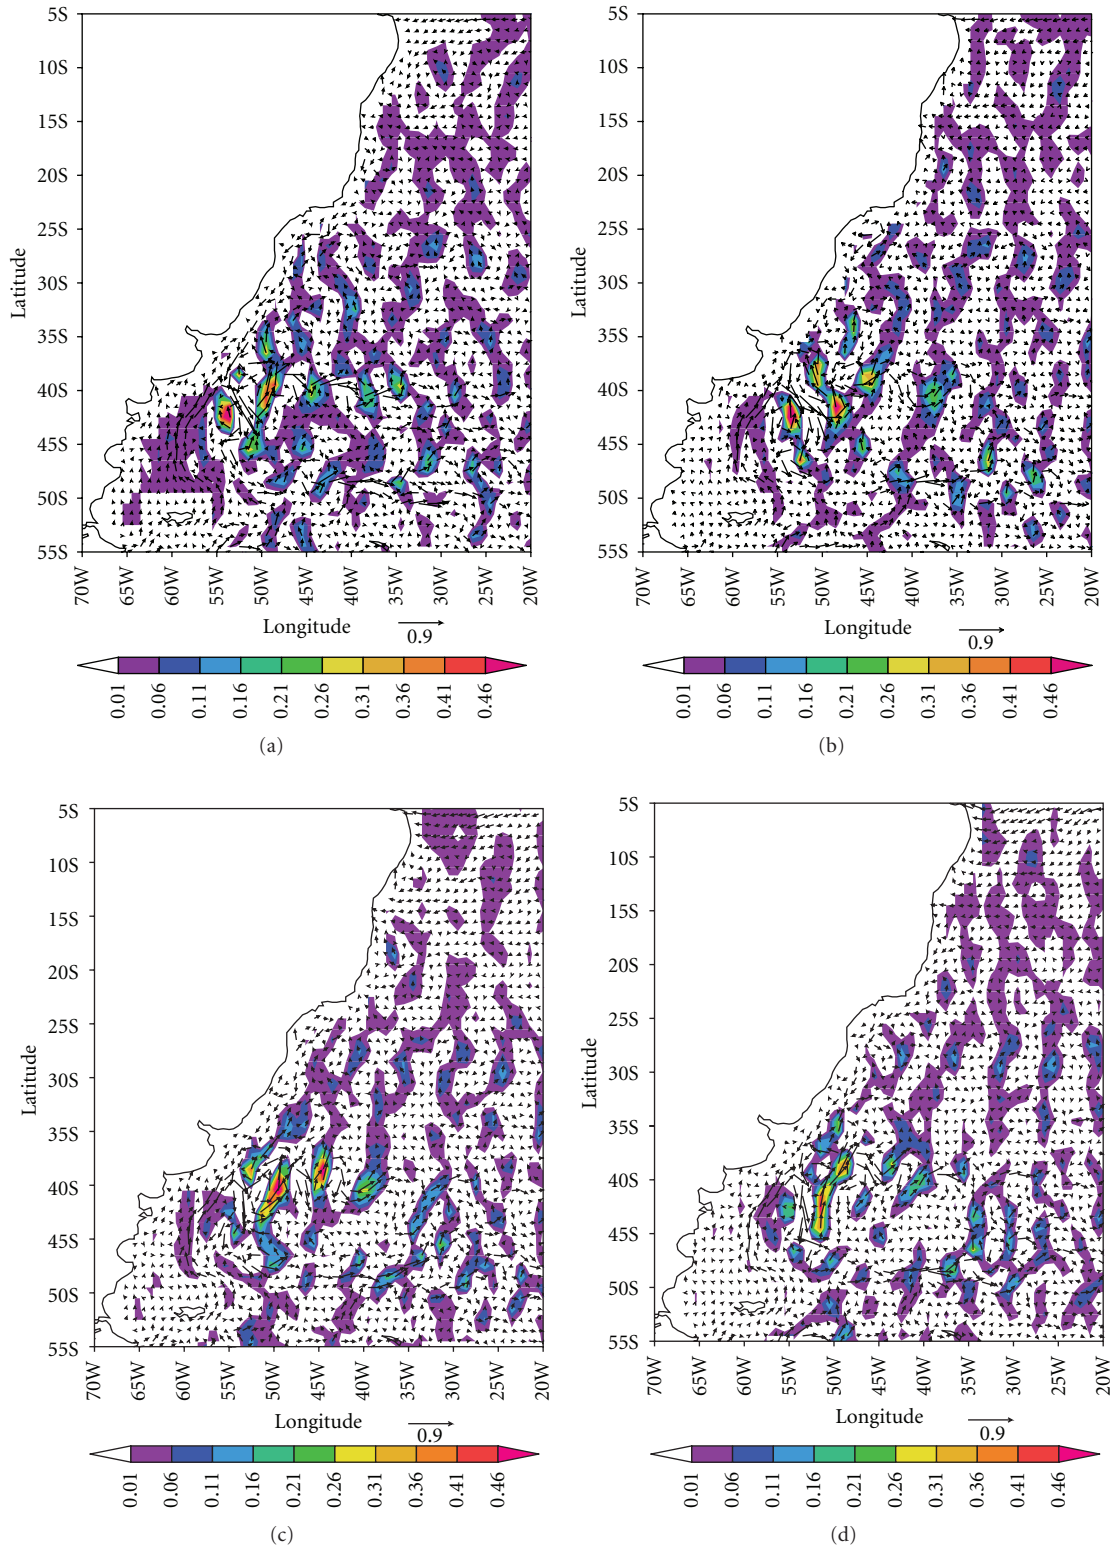 5S
10S
15S
20S
25S
30S
35S
40S
45S
50S
55S
Latitude
70W
65W
60W
55W
50W
45W
40W
35W
30W
25W
20W
Longitude
0.9
0.01
0.06
0.11
0.16
0.21
0.26
0.31
0.36
0.41
0.46
(a)
5S
10S
15S
20S
25S
30S
35S
40S
45S
50S
55S
Latitude
70W
65W
60W
55W
50W
45W
40W
35W
30W
25W
20W
Longitude
0.9
0.01
0.06
0.11
0.16
0.21
0.26
0.31
0.36
0.41
0.46
(b)
5S
10S
15S
20S
25S
30S
35S
40S
45S
50S
55S
Latitude
70W
65W
60W
55W
50W
45W
40W
35W
30W
25W
20W
Longitude
0.9
0.01
0.06
0.11
0.16
0.21
0.26
0.31
0.36
0.41
0.46
(c)
5S
10S
15S
20S
25S
30S
35S
40S
45S
50S
55S
Latitude
70W
65W
60W
55W
50W
45W
40W
35W
30W
25W
20W
Longitude
0.9
0.01
0.06
0.11
0.16
0.21
0.26
0.31
0.36
0.41
0.46
(d)